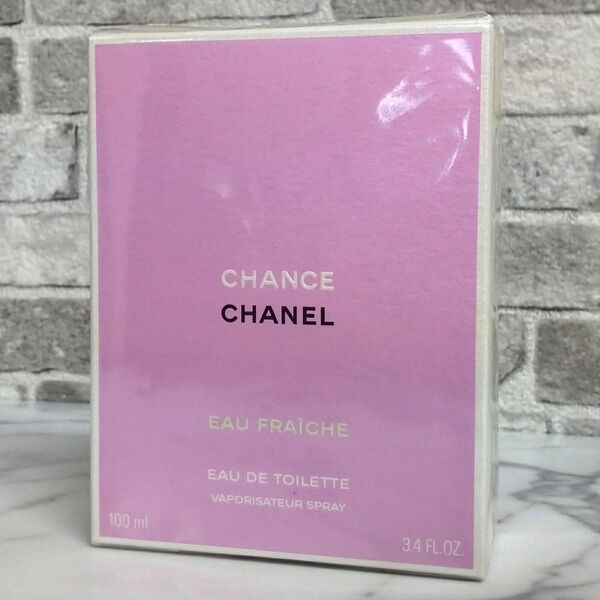 CHANCE
CHANEL
EAU FRAÎCHE
EAU DE TOILETTE
VAPORISATEUR SPRAY
100 ml
3.4 FL.OZ.